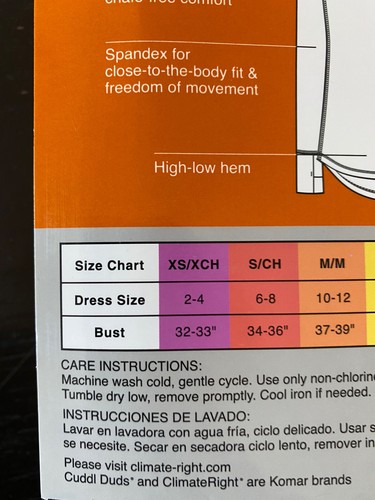 chafe-free comfort
Spandex for
close-to-the-body fit &
freedom of movement
High-low hem
Size Chart XS/XCH S/CH M/M
Dress Size 2-4 6-8 10-12
Bust 32-33" 34-36" 37-39"
CARE INSTRUCTIONS:
Machine wash cold, gentle cycle. Use only non-chlorine
Tumble dry low, remove promptly. Cool iron if needed.
INSTRUCCIONES DE LAVADO:
Lavar en lavadora con agua fría, ciclo delicado. Usar s
se necesite. Secar en secadora ciclo lento, remover in
Please visit climate-right.com
Cuddl Duds* and ClimateRight* are Komar brands